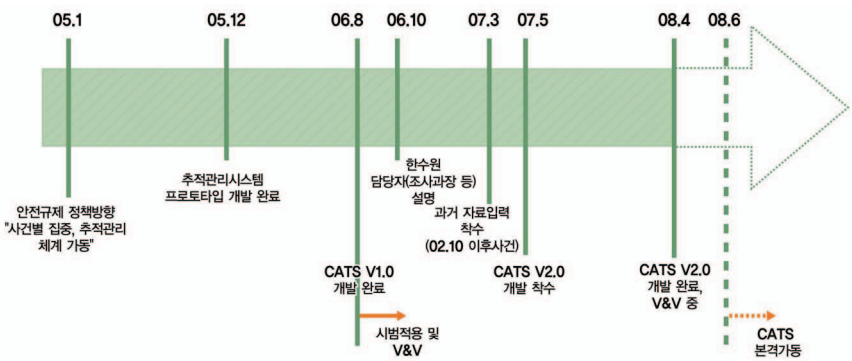 05.1
05.12
06.8
06.10
07.3
07.5
08.4
08.6
안전규제 정책방향
"사건별 집중, 추적관리
체계 가동"
추적관리시스템
프로토타입 개발 완료
CATS V1.0
개발 완료
시범적용 및
V&V
한수원
담당자(조사과장 등)
설명
과거 자료입력
착수
(02.10 이후사건)
CATS V2.0
개발 착수
CATS V2.0
개발 완료,
V&V 중
CATS
본격가동